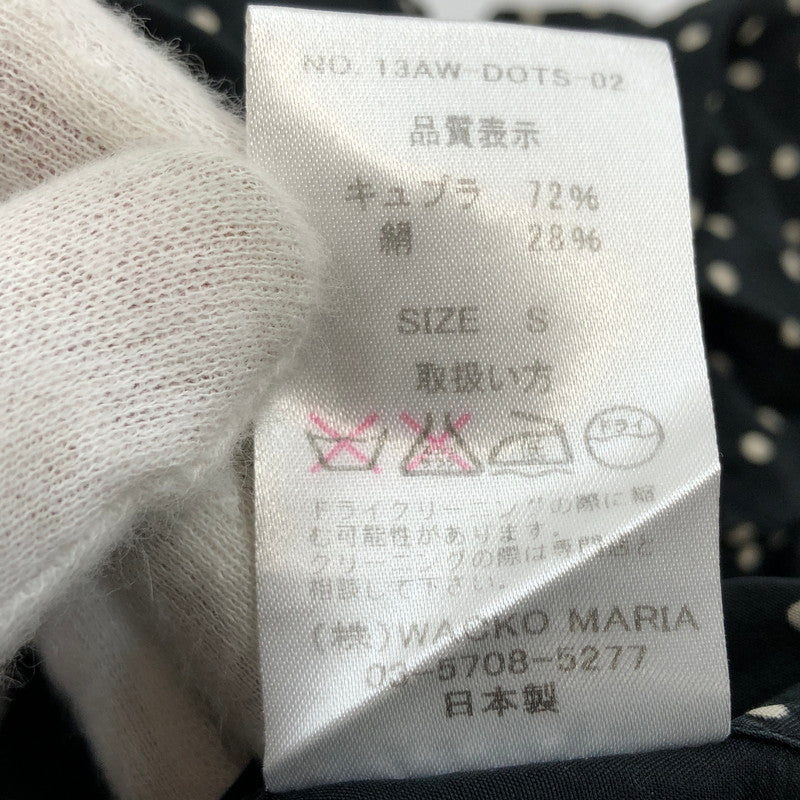 NO. 13AW-DOTS-02
品質表示
キュプラ 72%
絹 28%
SIZE S
取扱い方
ドライ
ドライクリーニングの際に縮
む可能性があります。
クリーニングの際は専門店と
相談して下さい。
(株)WACKO MARIA
03-5708-5277
日本製